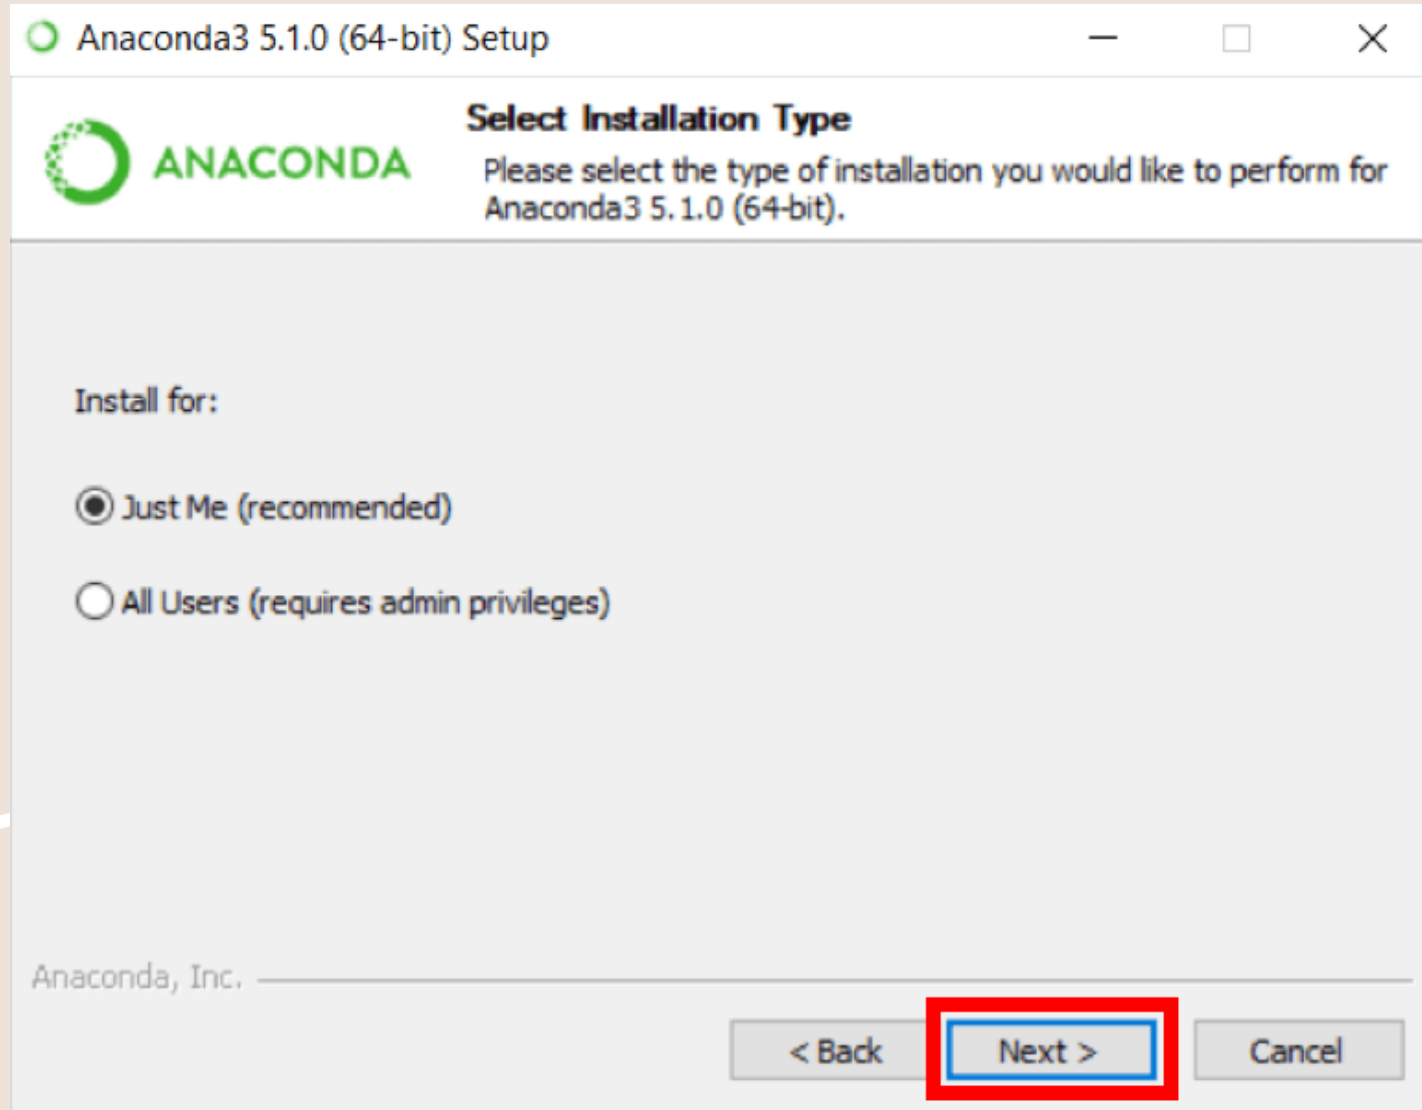 Anaconda3 5.1.0 (64-bit) Setup
ANACONDA
Select Installation Type
Please select the type of installation you would like to perform for
Anaconda3 5.1.0 (64-bit).
Install for:
Just Me (recommended)
All Users (requires admin privileges)
Anaconda, Inc.
< Back
Next >
Cancel